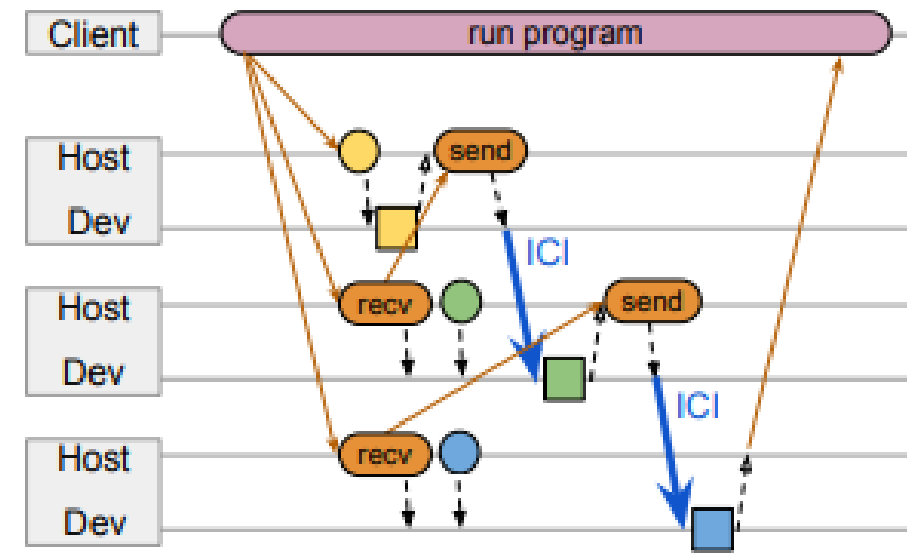 Client
run program
Host
send
Dev
ICI
Host
recv
send
Dev
ICI
Host
recv
Dev